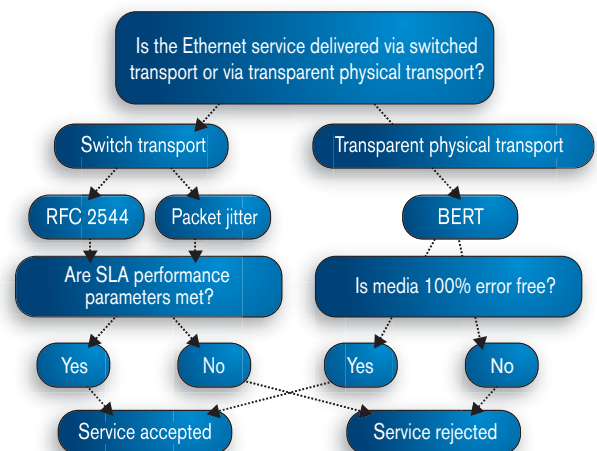 Is the Ethernet service delivered via switched
transport or via transparent physical transport?
Switch transport
Transparent physical transport
RFC 2544
Packet jitter
BERT
Are SLA performance
parameters met?
Is media 100% error free?
Yes
No
Yes
No
Service accepted
Service rejected